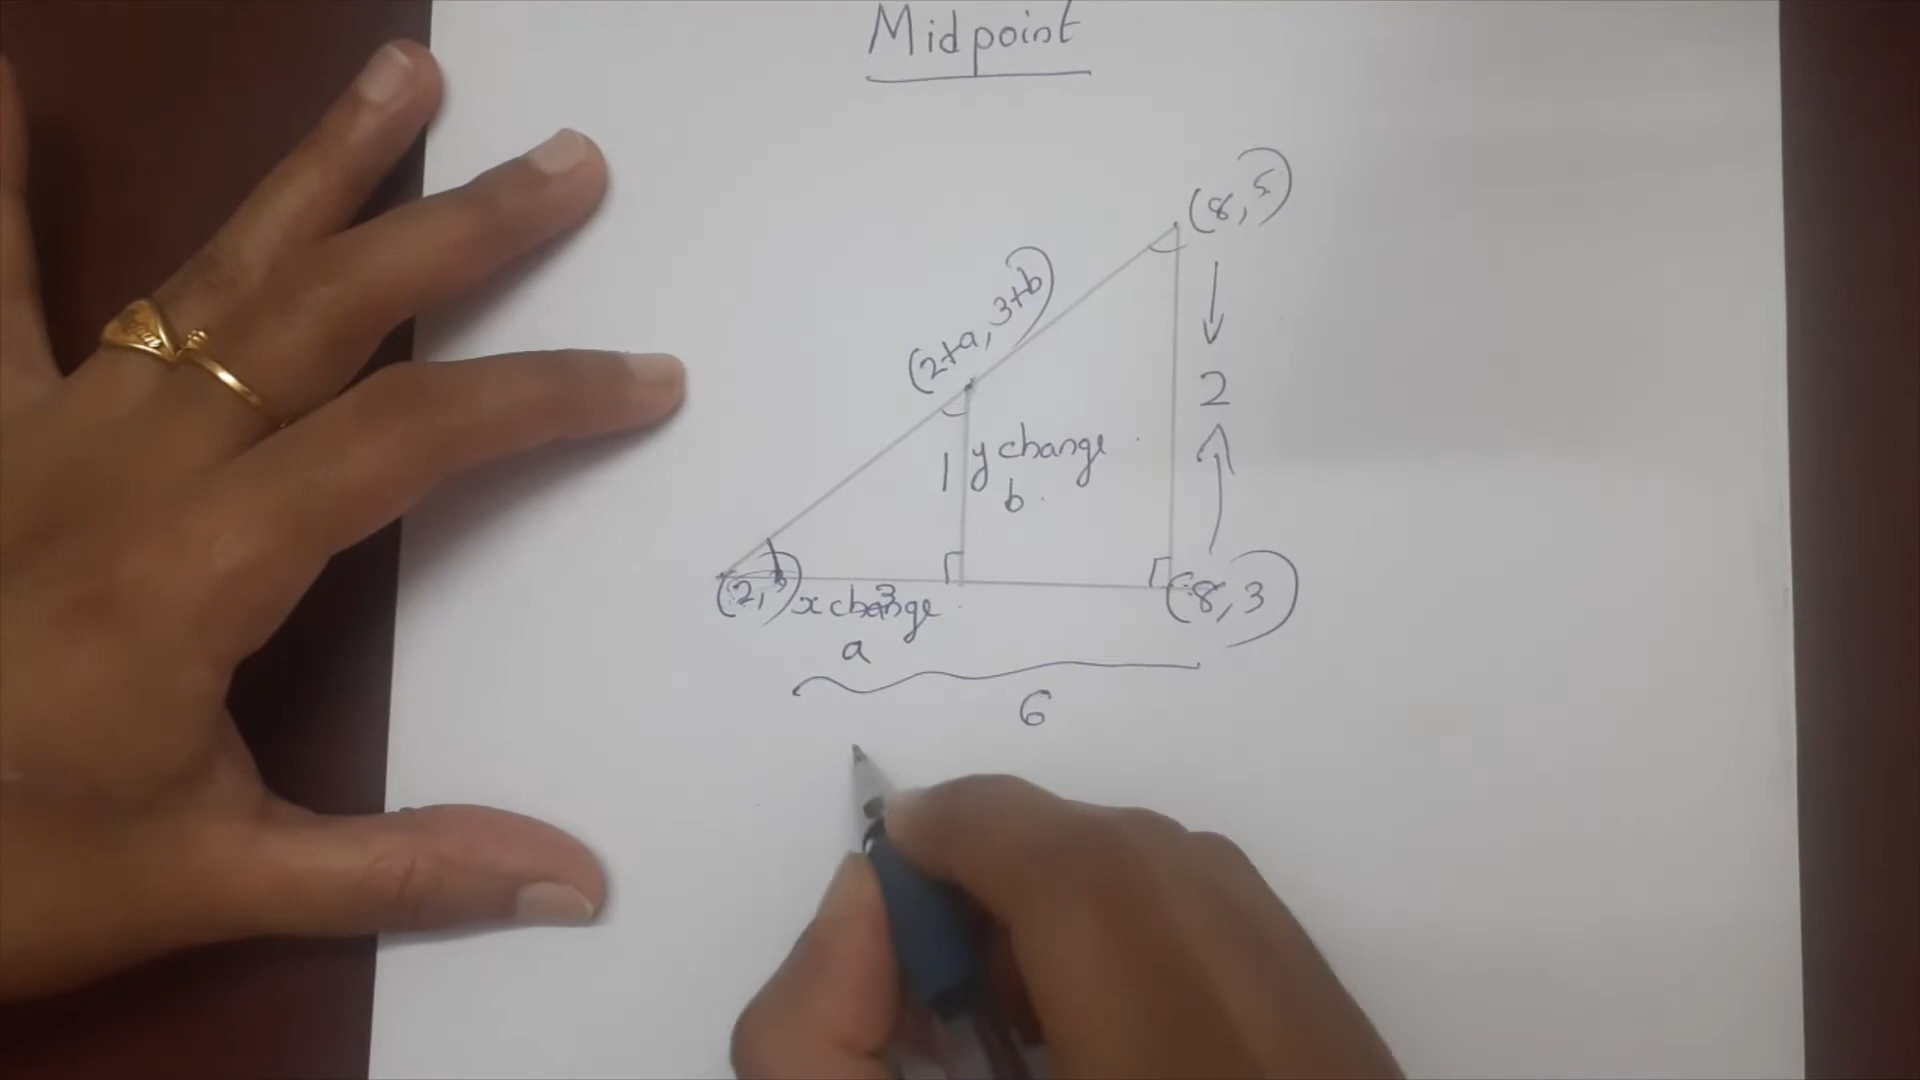 Midpoint
(8, 5)
(2+a, 3+b)
2
1 y change
b
(2, 3) x change 3
(8, 3)
a
6